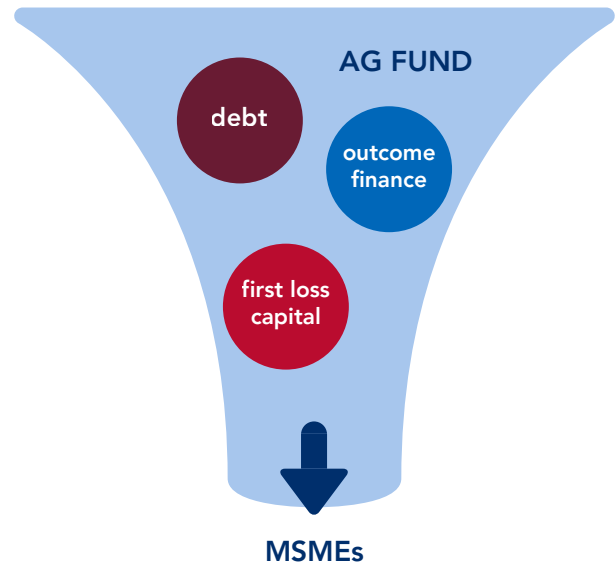 AG FUND
debt
outcome
finance
first loss
capital
MSMEs